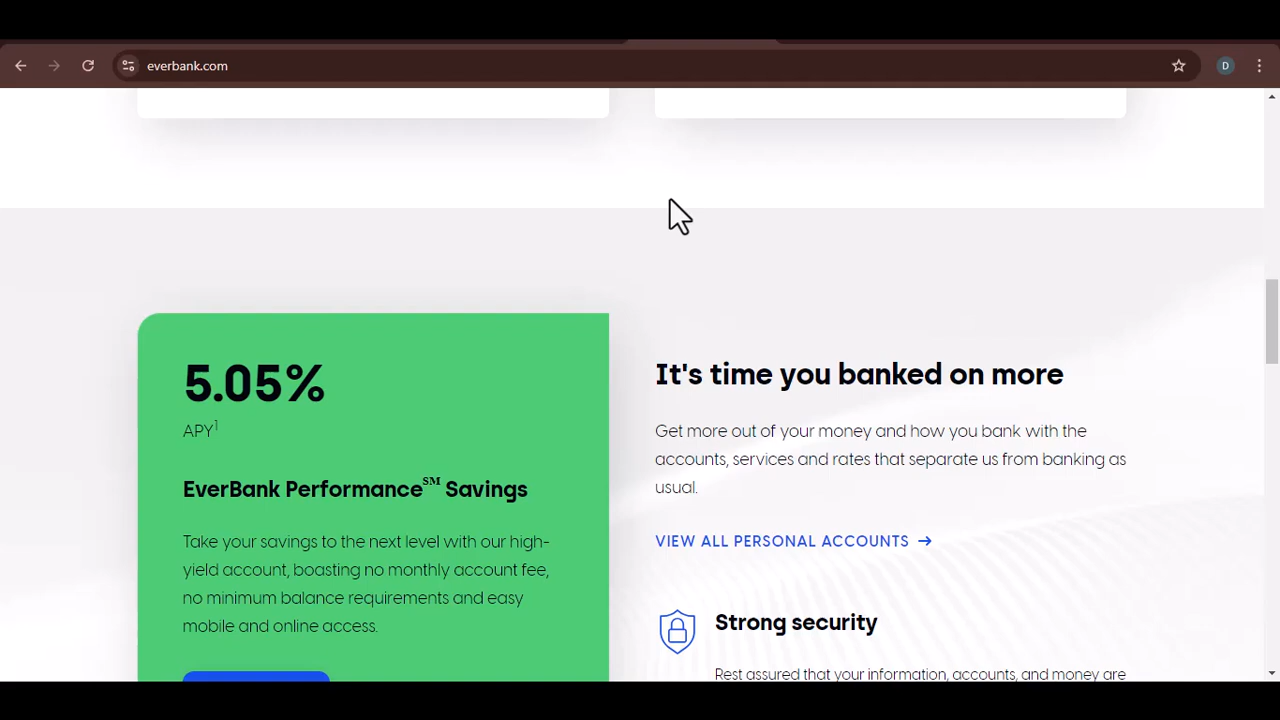 everbank.com
D
5.05%
APY1
EverBank Performance℠ Savings
Take your savings to the next level with our high-
yield account, boasting no monthly account fee,
no minimum balance requirements and easy
mobile and online access.
It's time you banked on more
Get more out of your money and how you bank with the
accounts, services and rates that separate us from banking as
usual.
VIEW ALL PERSONAL ACCOUNTS →
Strong security
Rest assured that your information, accounts, and money are